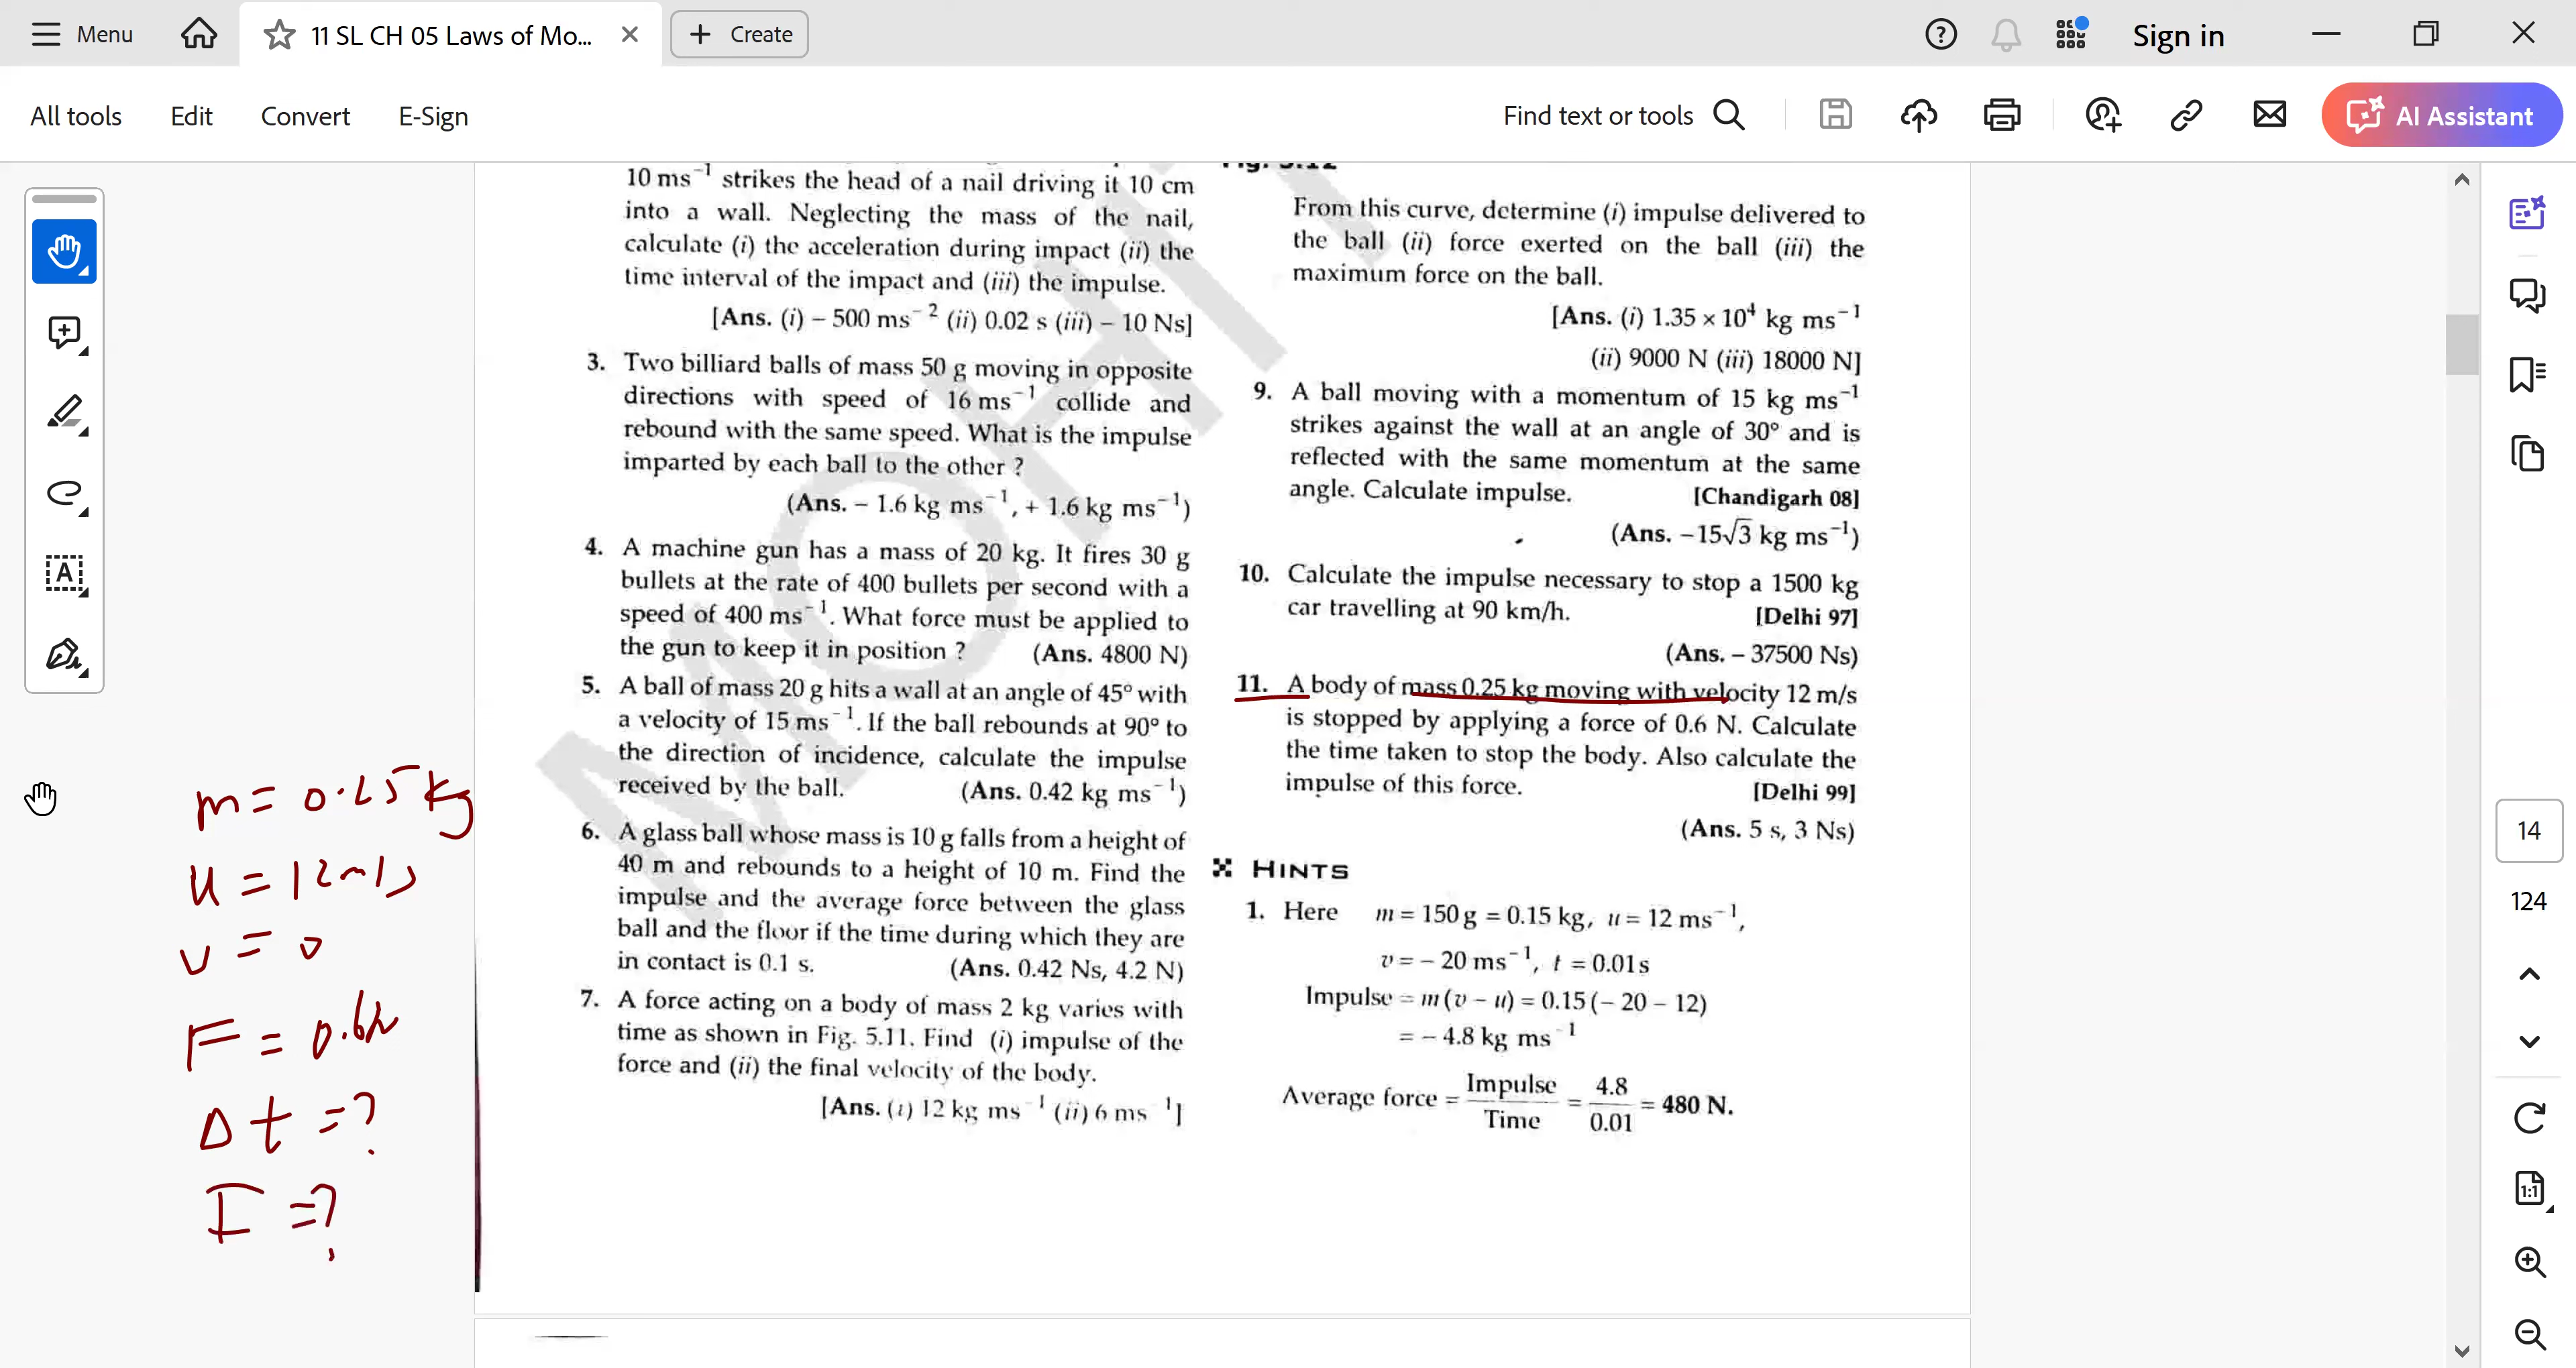 Menu
11 SL CH 05 Laws of Mo...
Create
Sign in
All tools
Edit
Convert
E-Sign
Find text or tools
AI Assistant
10 ms⁻¹ strikes the head of a nail driving it 10 cm
into a wall. Neglecting the mass of the nail,
calculate (i) the acceleration during impact (ii) the
time interval of the impact and (iii) the impulse.
[Ans. (i) – 500 ms⁻² (ii) 0.02 s (iii) – 10 Ns]
3. Two billiard balls of mass 50 g moving in opposite
directions with speed of 16 ms⁻¹ collide and
rebound with the same speed. What is the impulse
imparted by each ball to the other ?
(Ans. – 1.6 kg ms⁻¹, + 1.6 kg ms⁻¹)
4. A machine gun has a mass of 20 kg. It fires 30 g
bullets at the rate of 400 bullets per second with a
speed of 400 ms⁻¹. What force must be applied to
the gun to keep it in position ? (Ans. 4800 N)
5. A ball of mass 20 g hits a wall at an angle of 45° with
a velocity of 15 ms⁻¹. If the ball rebounds at 90° to
the direction of incidence, calculate the impulse
received by the ball. (Ans. 0.42 kg ms⁻¹)
6. A glass ball whose mass is 10 g falls from a height of
40 m and rebounds to a height of 10 m. Find the
impulse and the average force between the glass
ball and the floor if the time during which they are
in contact is 0.1 s. (Ans. 0.42 Ns, 4.2 N)
7. A force acting on a body of mass 2 kg varies with
time as shown in Fig. 5.11. Find (i) impulse of the
force and (ii) the final velocity of the body.
[Ans. (i) 12 kg ms⁻¹ (ii) 6 ms⁻¹]
Fig. 5.12
From this curve, determine (i) impulse delivered to
the ball (ii) force exerted on the ball (iii) the
maximum force on the ball.
[Ans. (i) 1.35 × 10⁴ kg ms⁻¹
(ii) 9000 N (iii) 18000 N]
9. A ball moving with a momentum of 15 kg ms⁻¹
strikes against the wall at an angle of 30° and is
reflected with the same momentum at the same
angle. Calculate impulse. [Chandigarh 08]
(Ans. –15√3 kg ms⁻¹)
10. Calculate the impulse necessary to stop a 1500 kg
car travelling at 90 km/h. [Delhi 97]
(Ans. – 37500 Ns)
11. A body of mass 0.25 kg moving with velocity 12 m/s
is stopped by applying a force of 0.6 N. Calculate
the time taken to stop the body. Also calculate the
impulse of this force. [Delhi 99]
(Ans. 5 s, 3 Ns)
HINTS
1. Here m = 150 g = 0.15 kg, u = 12 ms⁻¹,
v = – 20 ms⁻¹, t = 0.01s
Impulse = m (v – u) = 0.15 (– 20 – 12)
= – 4.8 kg ms⁻¹
Average force = Impulse / Time = 4.8 / 0.01 = 480 N.
m = 0.25 kg
u = 12 m/s
v = 0
F = 0.6N
Δt = ?
I = ?
14
124
MOHI